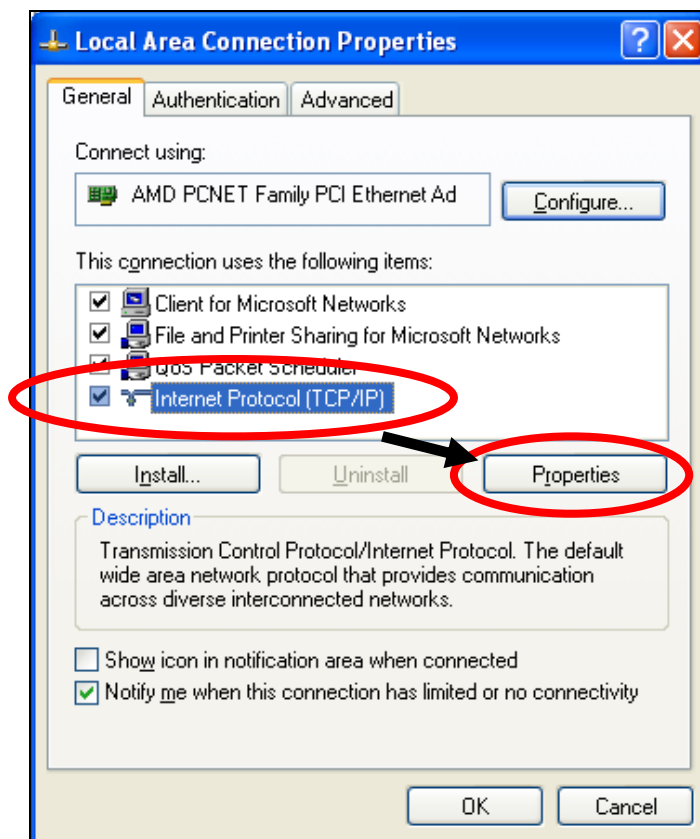 Local Area Connection Properties
General Authentication Advanced
Connect using:
AMD PCNET Family PCI Ethernet Ad Configure...
This connection uses the following items:
Client for Microsoft Networks
File and Printer Sharing for Microsoft Networks
QoS Packet Scheduler
Internet Protocol (TCP/IP)
Install... Uninstall Properties
Description
Transmission Control Protocol/Internet Protocol. The default
wide area network protocol that provides communication
across diverse interconnected networks.
Show icon in notification area when connected
Notify me when this connection has limited or no connectivity
OK Cancel